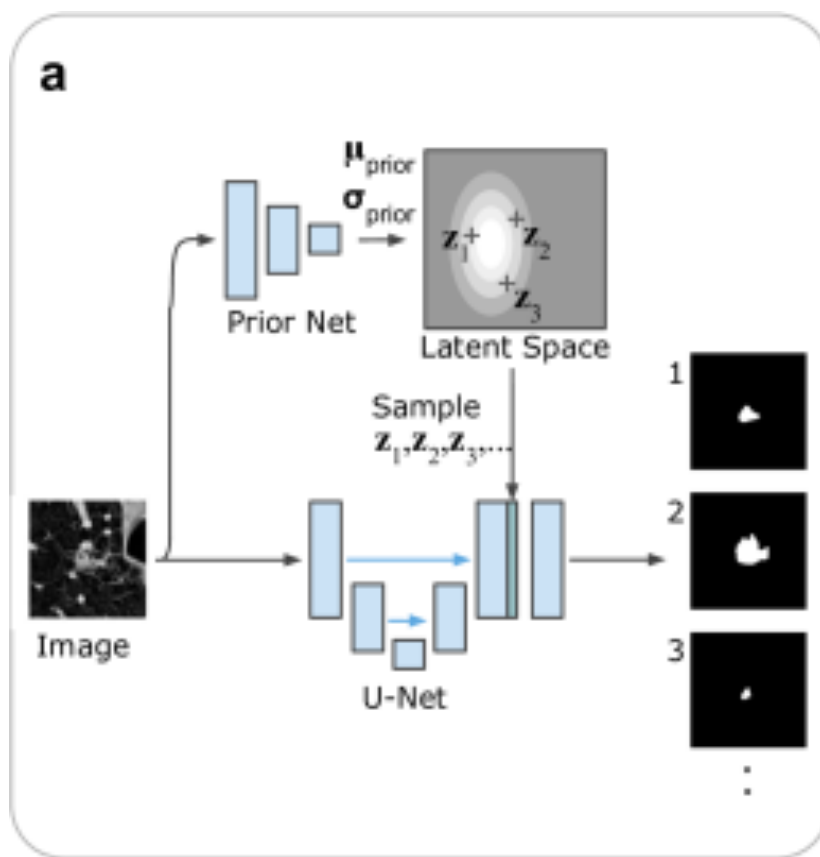 a
μprior
σprior
z1
z2
z3
Prior Net
Latent Space
Sample
z1,z2,z3,...
1
2
3
Image
U-Net